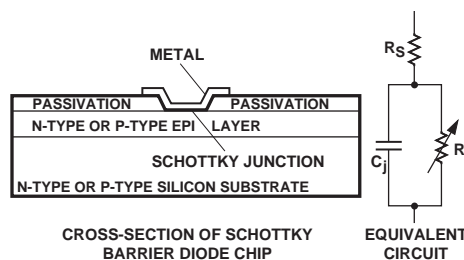 METAL
PASSIVATION PASSIVATION
N-TYPE OR P-TYPE EPI LAYER
SCHOTTKY JUNCTION
N-TYPE OR P-TYPE SILICON SUBSTRATE
CROSS-SECTION OF SCHOTTKY
BARRIER DIODE CHIP
RS
Cj
R
EQUIVALENT
CIRCUIT